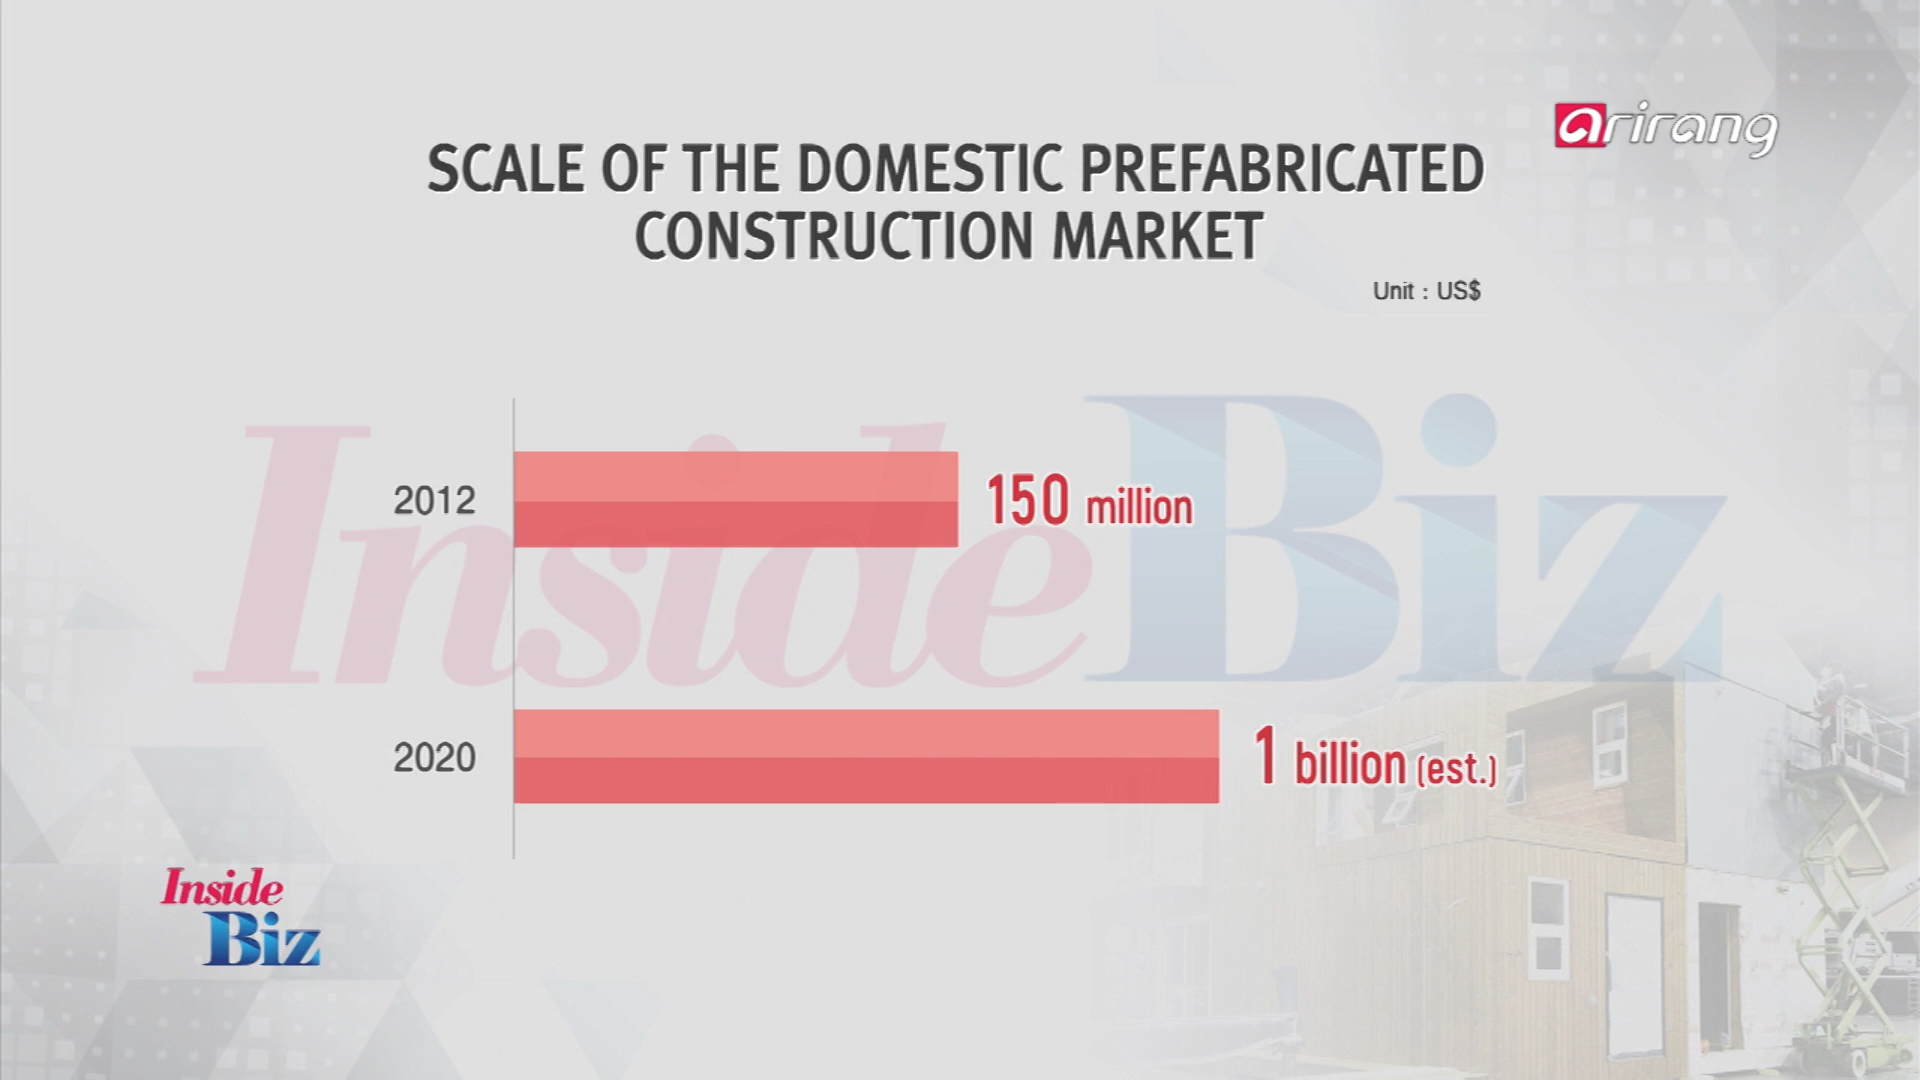 arirang
SCALE OF THE DOMESTIC PREFABRICATED
CONSTRUCTION MARKET
Unit : US$
InsideBiz
2012 150 million
2020 1 billion (est.)
Inside
Biz